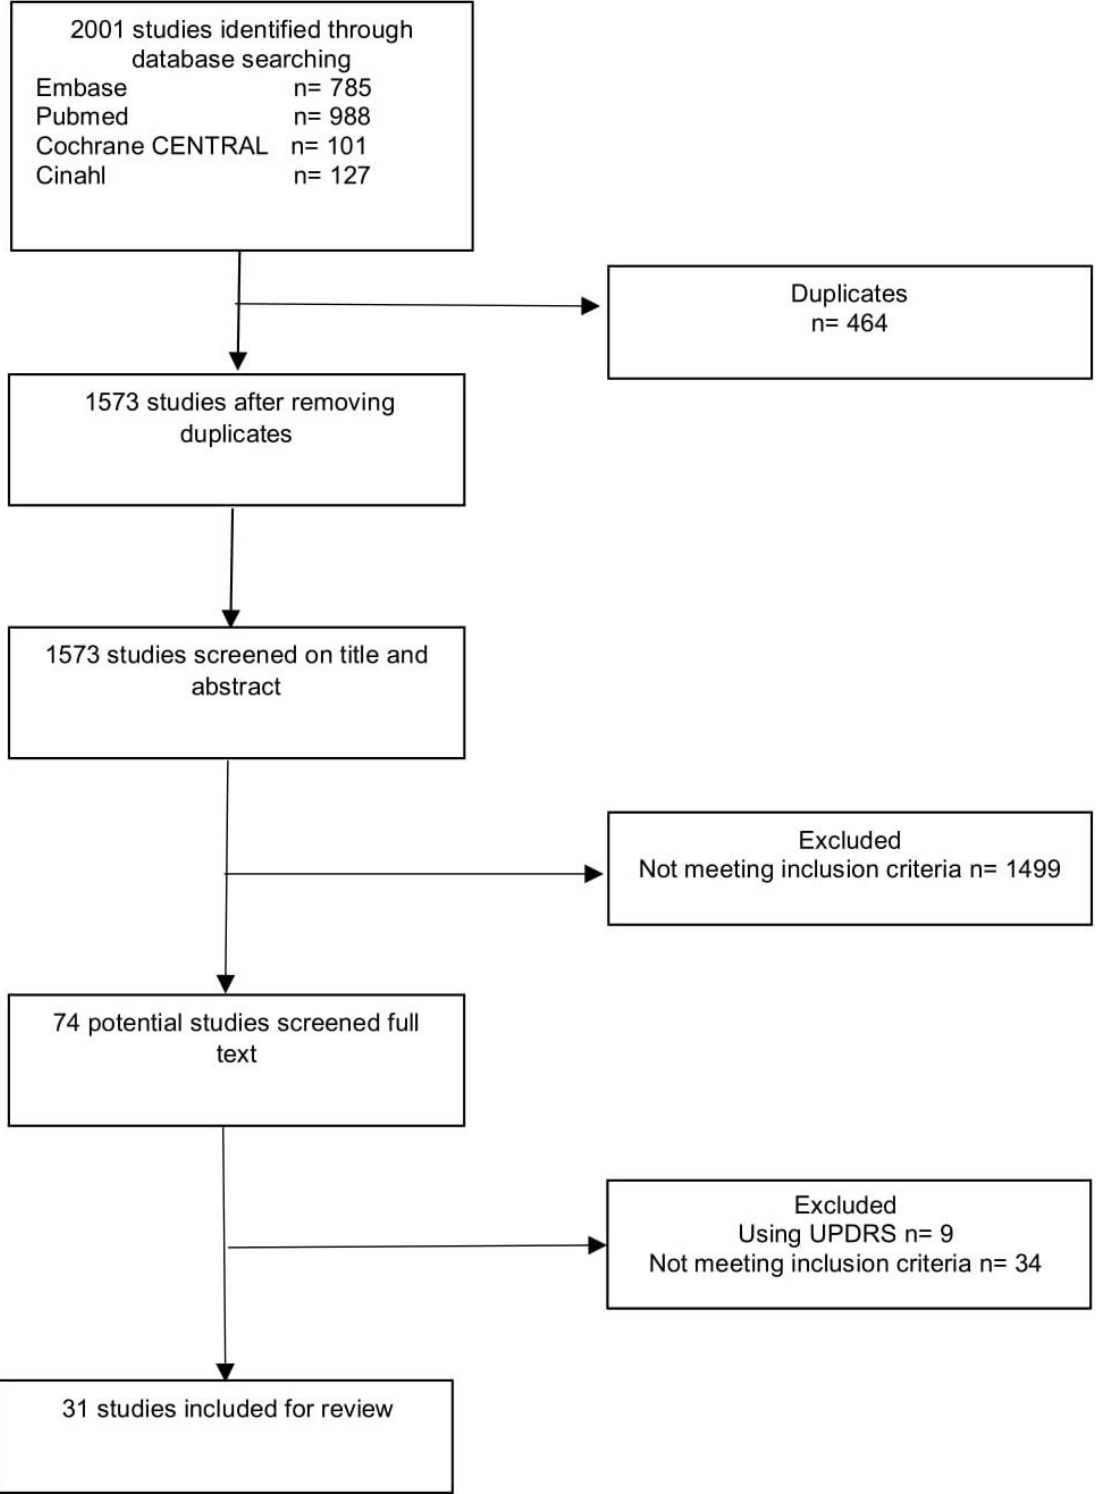 2001 studies identified through
database searching
Embase n= 785
Pubmed n= 988
Cochrane CENTRAL n= 101
Cinahl n= 127
Duplicates
n= 464
1573 studies after removing
duplicates
1573 studies screened on title and
abstract
Excluded
Not meeting inclusion criteria n= 1499
74 potential studies screened full
text
Excluded
Using UPDRS n= 9
Not meeting inclusion criteria n= 34
31 studies included for review